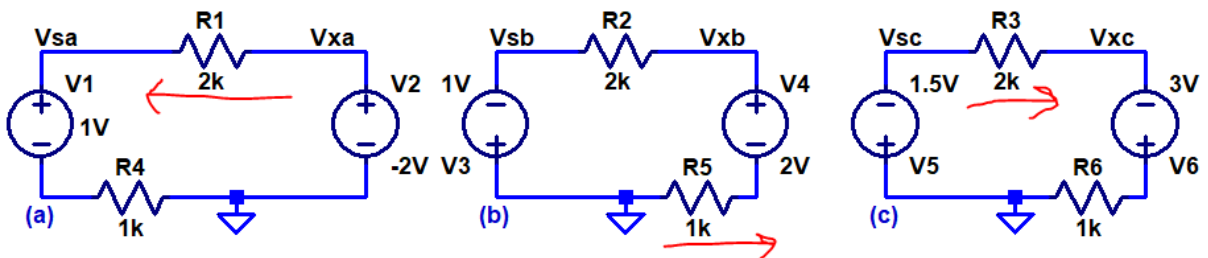 R1
Vsa
Vxa
V1
2k
V2
1V
-2V
R4
(a)
1k
R2
Vsb
Vxb
1V
2k
V4
V3
R5
2V
(b)
1k
R3
Vsc
Vxc
1.5V
2k
3V
V5
R6
V6
(c)
1k
+
-
+
-
-
+
+
-
-
+
-
+